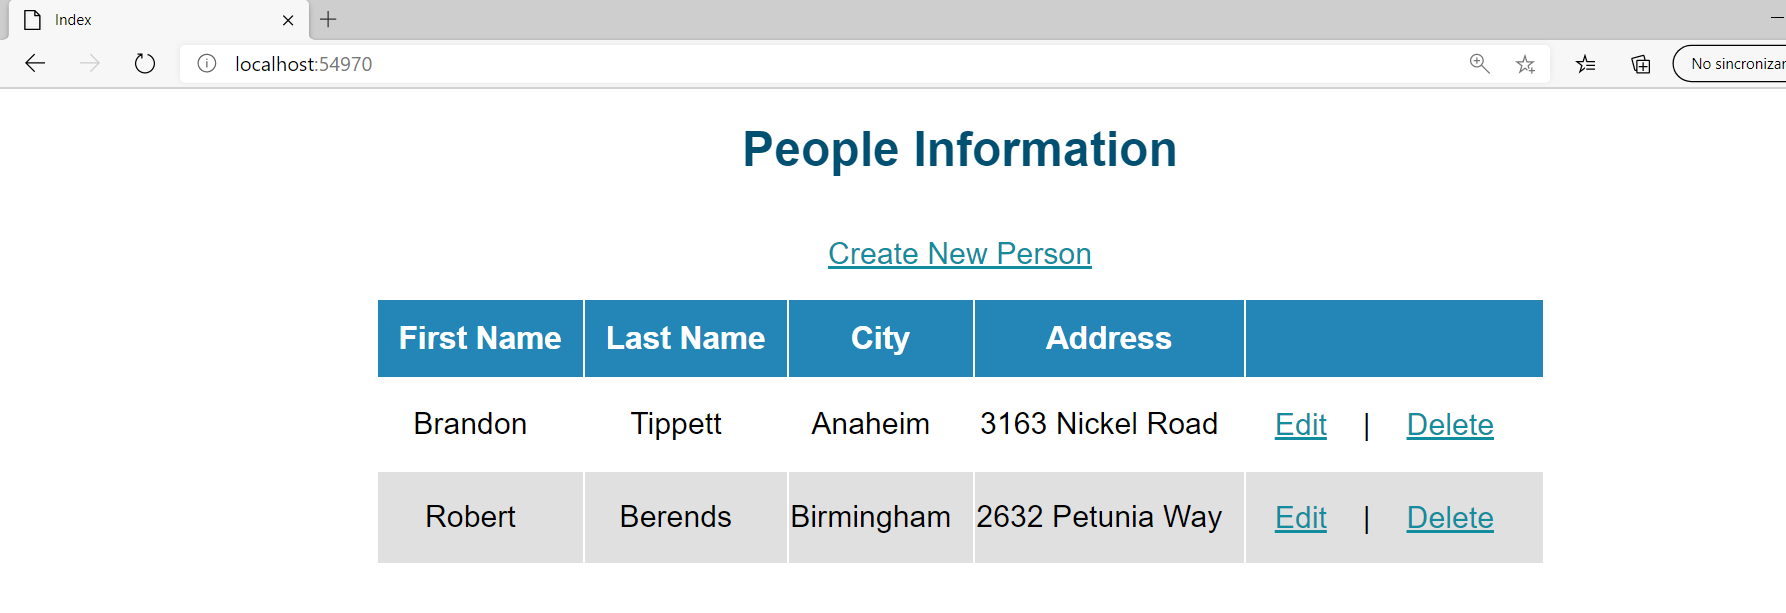 Index
localhost:54970
No sincronizar
People Information
Create New Person
First Name Last Name City Address
Brandon Tippett Anaheim 3163 Nickel Road Edit | Delete
Robert Berends Birmingham 2632 Petunia Way Edit | Delete